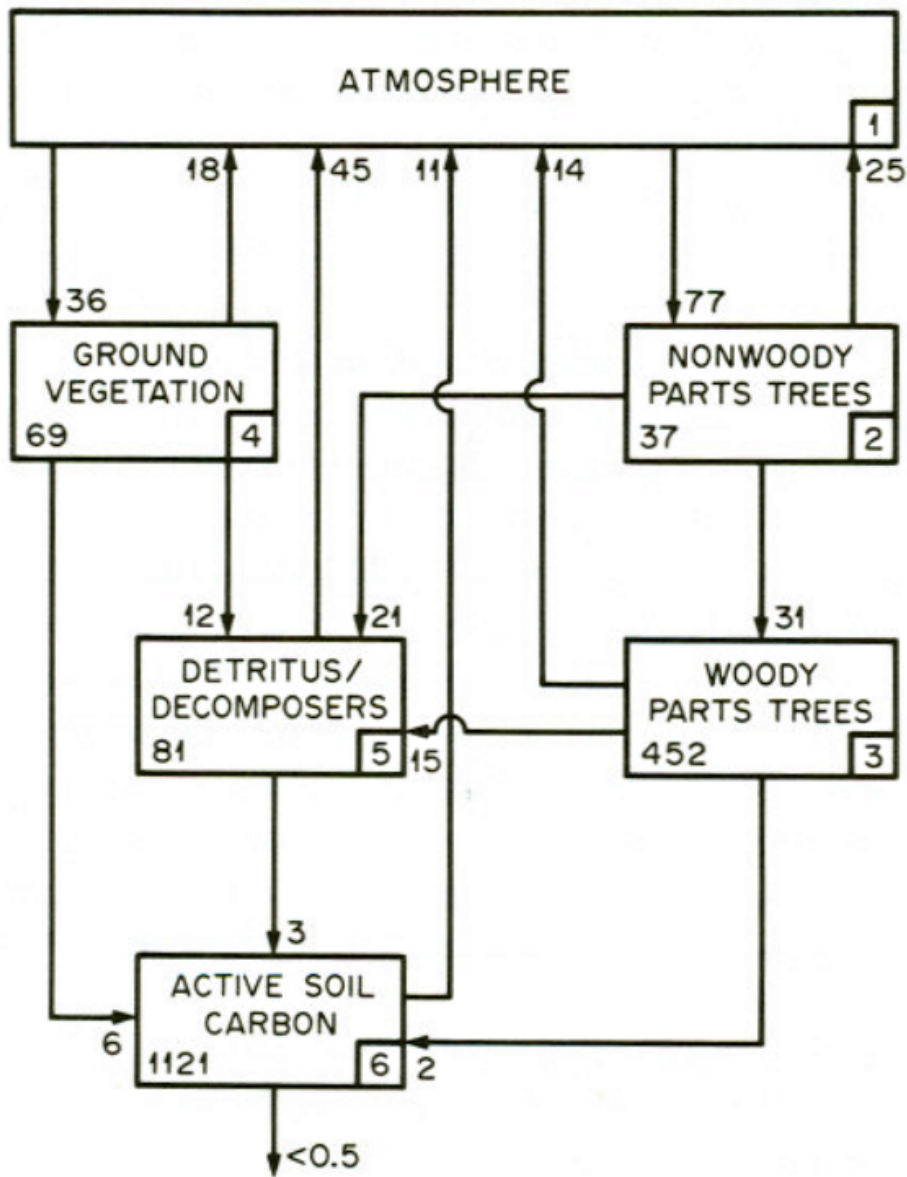 ATMOSPHERE
1
18 45 11 14 25
36 77
GROUND
VEGETATION
69 4
NONWOODY
PARTS TREES
37 2
12 21 31
DETRITUS/
DECOMPOSERS
81 5
15
WOODY
PARTS TREES
452 3
3
ACTIVE SOIL
CARBON
1121 6
6 2
<0.5